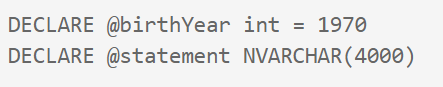 DECLARE @birthYear int = 1970
DECLARE @statement NVARCHAR(4000)